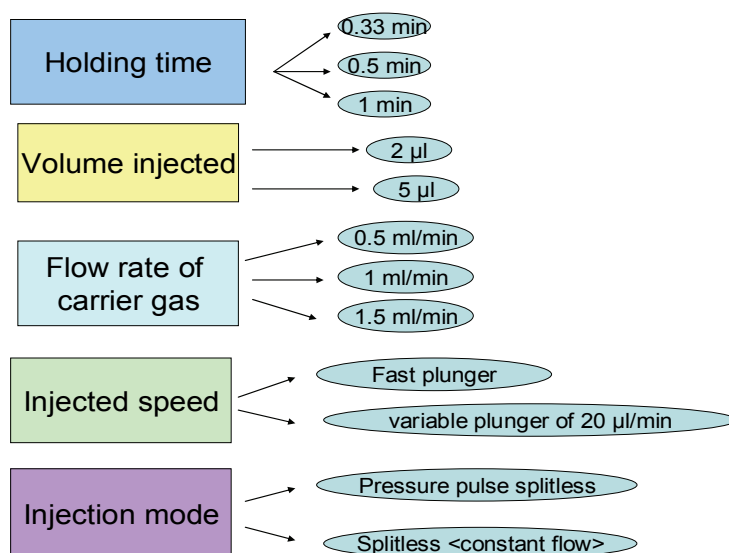 Holding time
0.33 min
0.5 min
1 min
Volume injected
2 µl
5 µl
Flow rate of
carrier gas
0.5 ml/min
1 ml/min
1.5 ml/min
Injected speed
Fast plunger
variable plunger of 20 µl/min
Injection mode
Pressure pulse splitless
Splitless <constant flow>